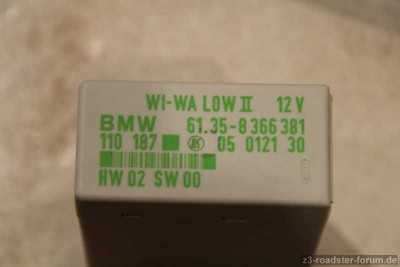 WI-WA LOW II 12 V
BMW 61.35-8 366 381
110 187 05 0121 30
HW 02 SW 00
z3-roadster-forum.de